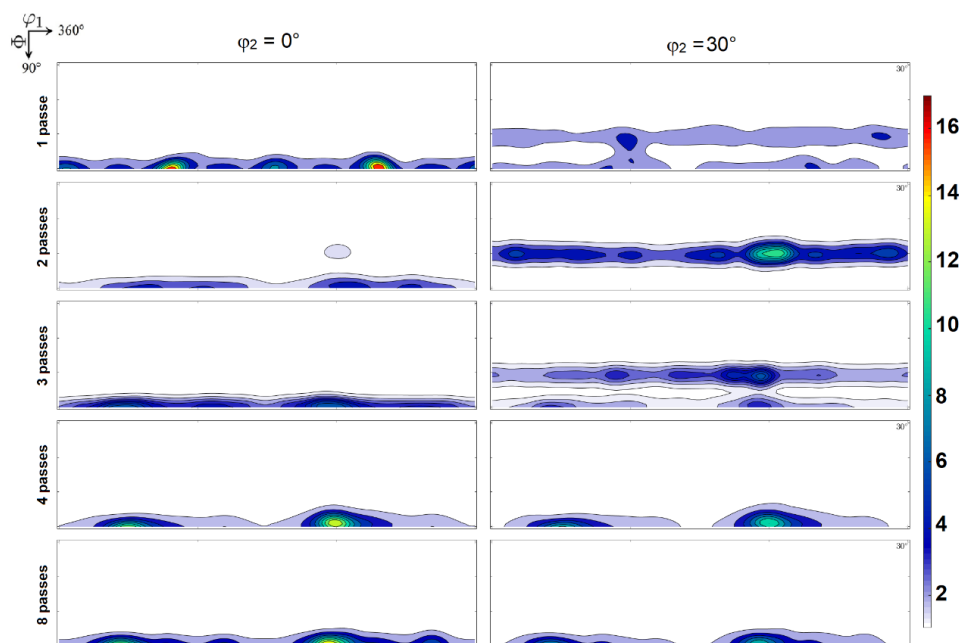 φ1
360°
Φ
90°
φ2 = 0°
φ2 = 30°
1 passe
30°
2 passes
30°
3 passes
30°
4 passes
8 passes
30°
16
14
12
10
8
6
4
2